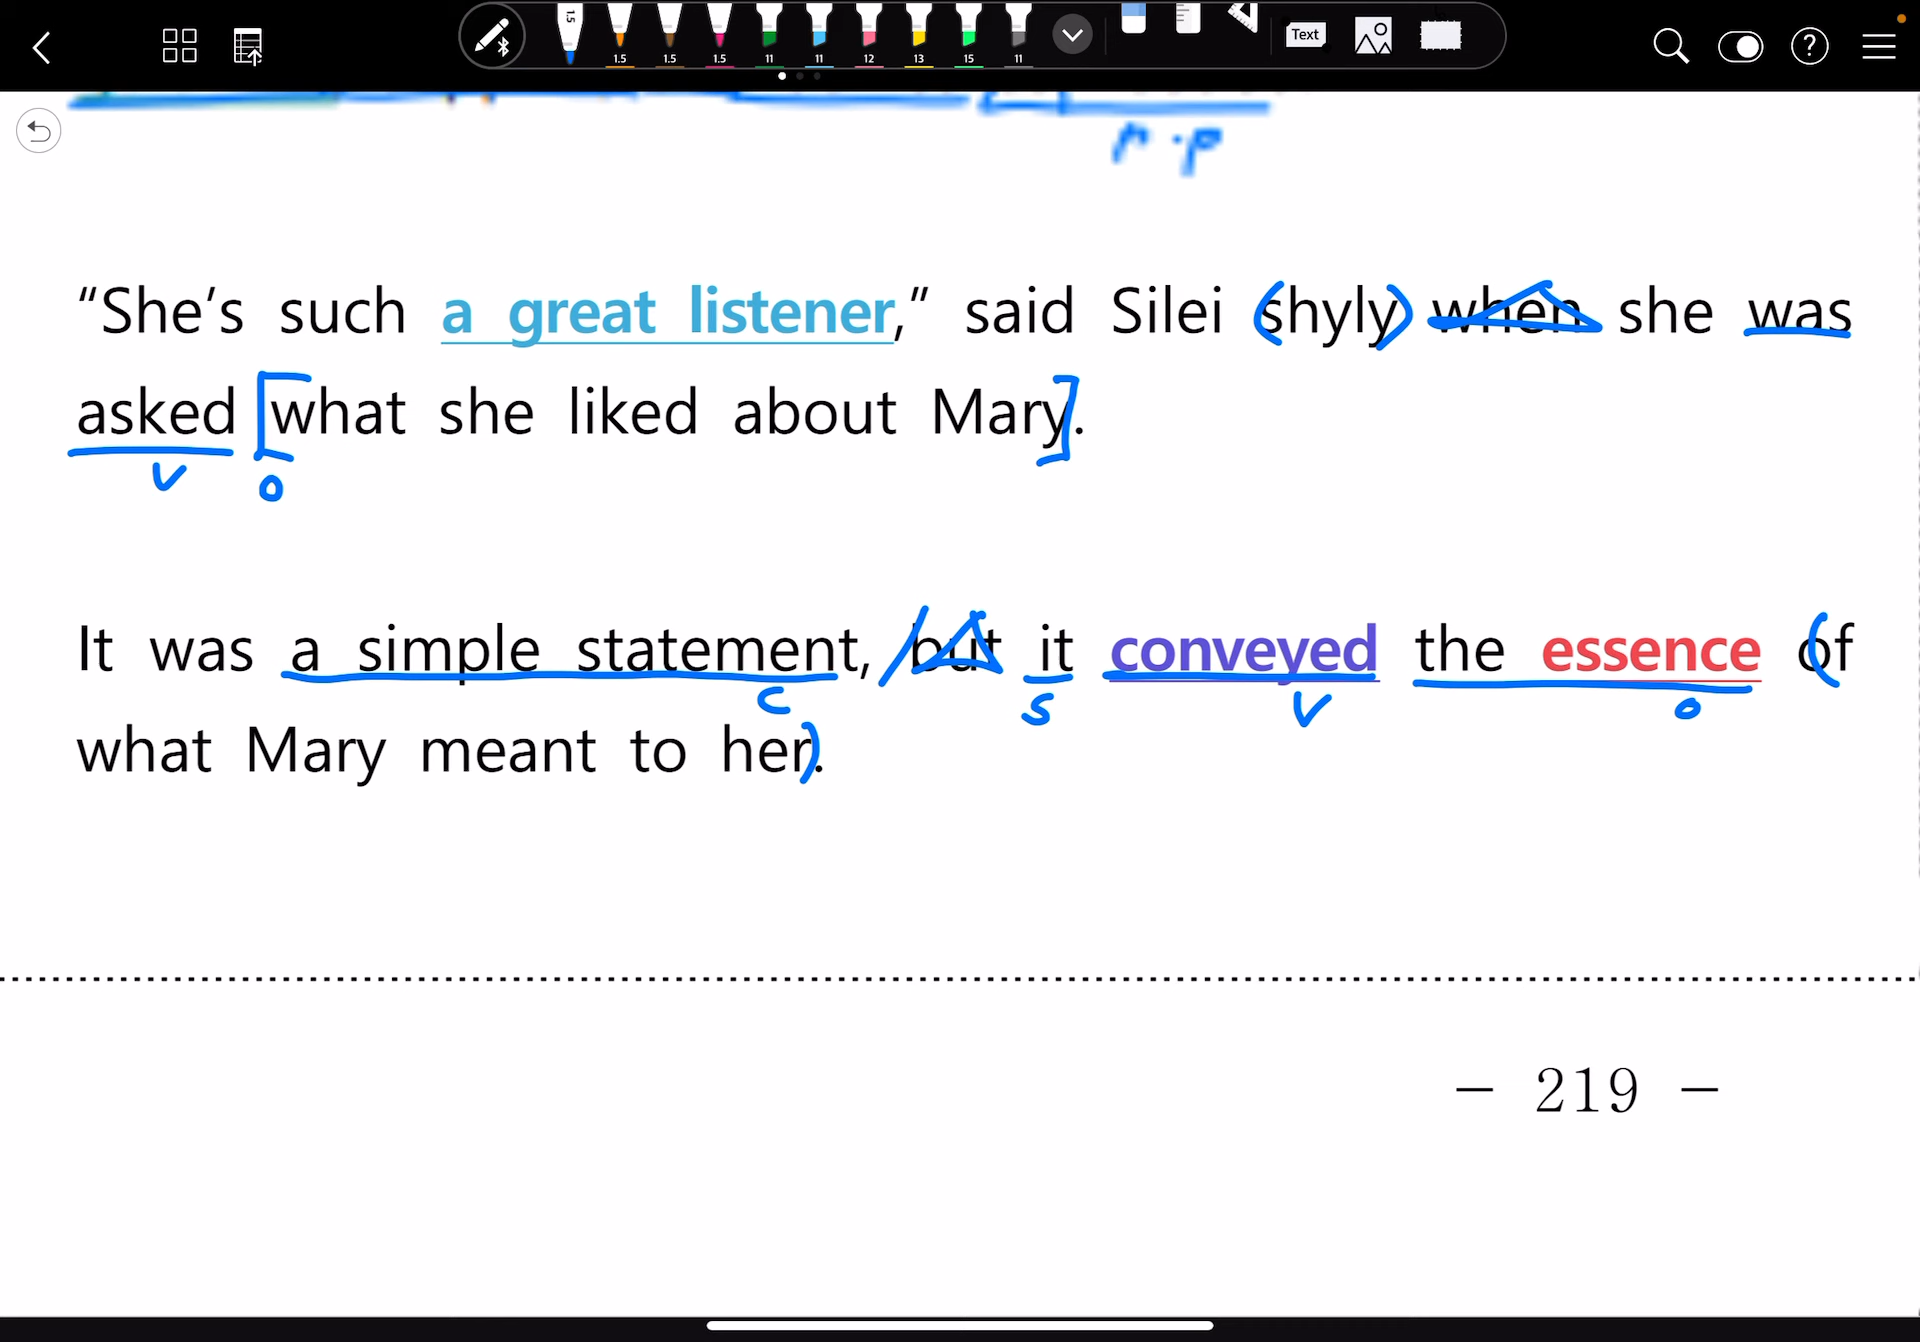 1.5 1.5 1.5 1.5 11 11 12 13 15 11 Text ?
p.p
“She’s such a great listener,” said Silei (shyly) when she was
asked [what she liked about Mary].
v o
It was a simple statement, / but it conveyed the essence (of
c s v o
what Mary meant to her).
- 219 -